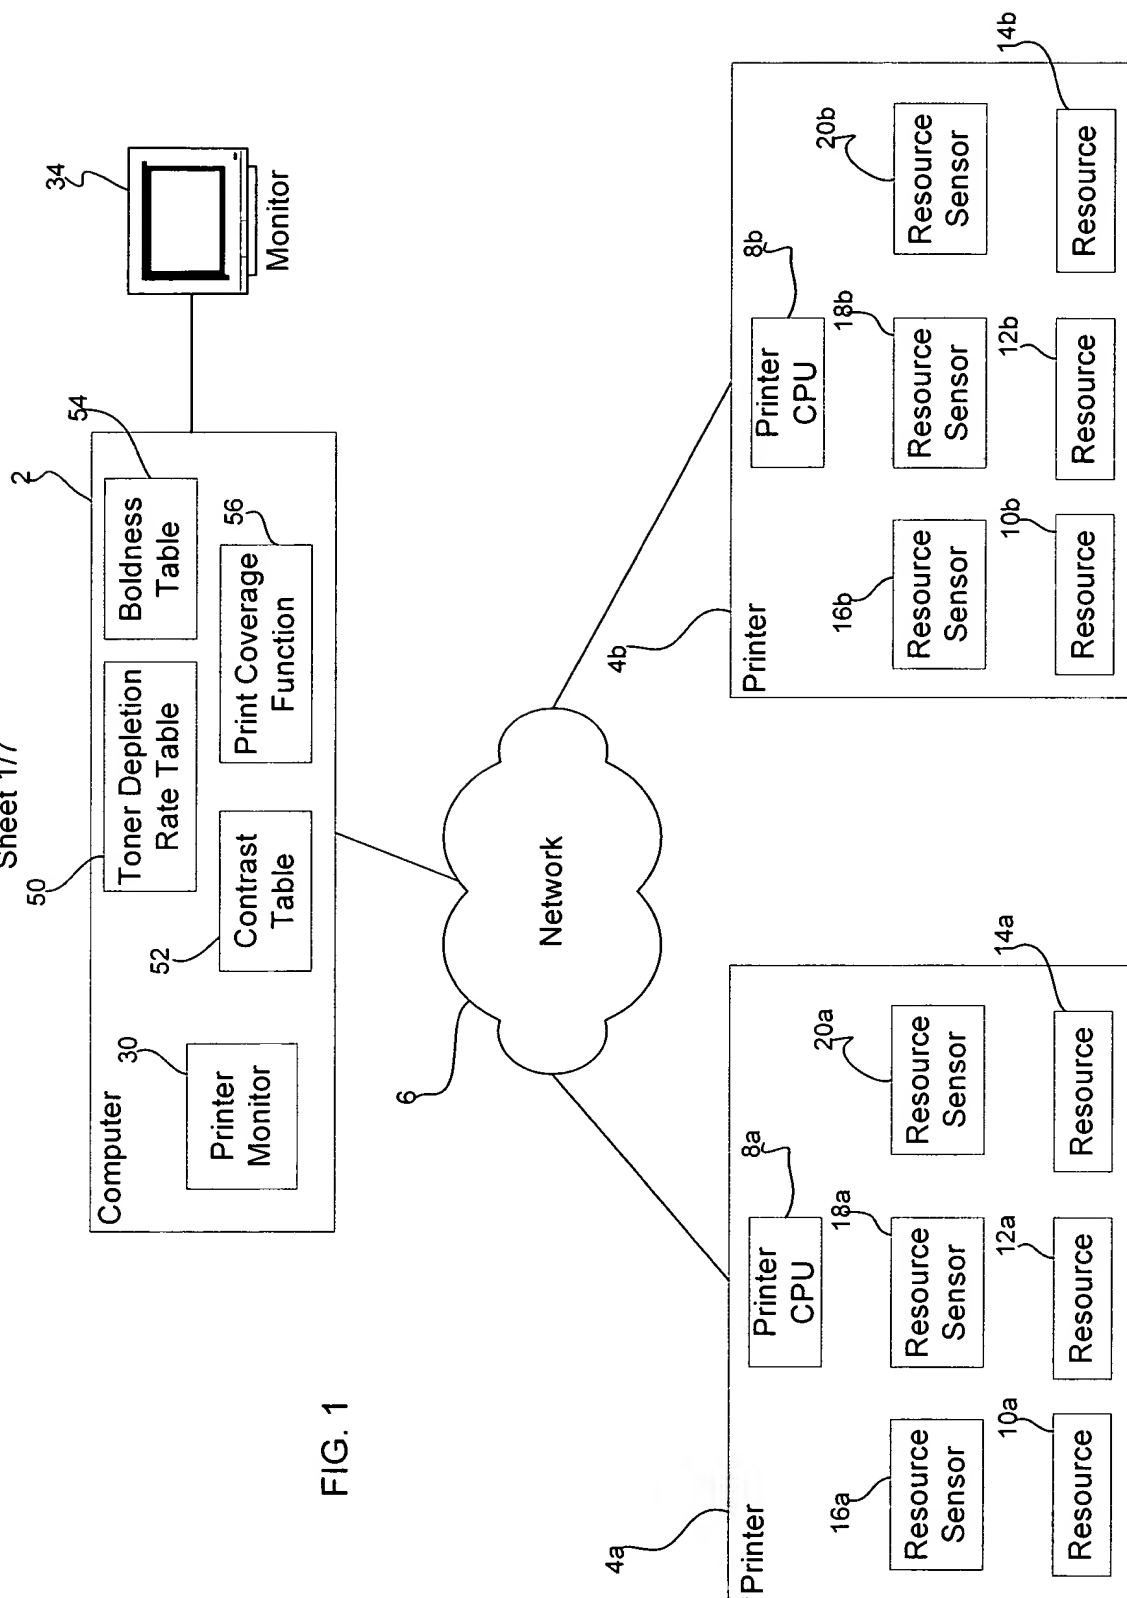 Sheet 1/7
FIG. 1
2
34
Monitor
Computer
30
Printer
Monitor
50
Toner Depletion
Rate Table
54
Boldness
Table
52
Contrast
Table
56
Print Coverage
Function
6
Network
4a
Printer
8a
Printer
CPU
16a
Resource
Sensor
18a
Resource
Sensor
20a
Resource
Sensor
10a
Resource
12a
Resource
14a
Resource
4b
Printer
8b
Printer
CPU
16b
Resource
Sensor
18b
Resource
Sensor
20b
Resource
Sensor
10b
Resource
12b
Resource
14b
Resource